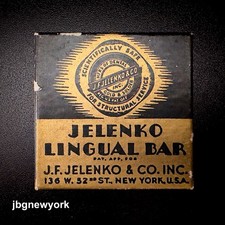 SCIENTIFICALLY SAFE
J.F. JELENKO & CO.
INC.
FOR STRUCTURAL SERVICE
JELENKO
LINGUAL BAR
PAT. APP. FOR
J.F. JELENKO & CO. INC.
136 W. 52ND ST., NEW YORK, U.S.A.
jbgnewyork